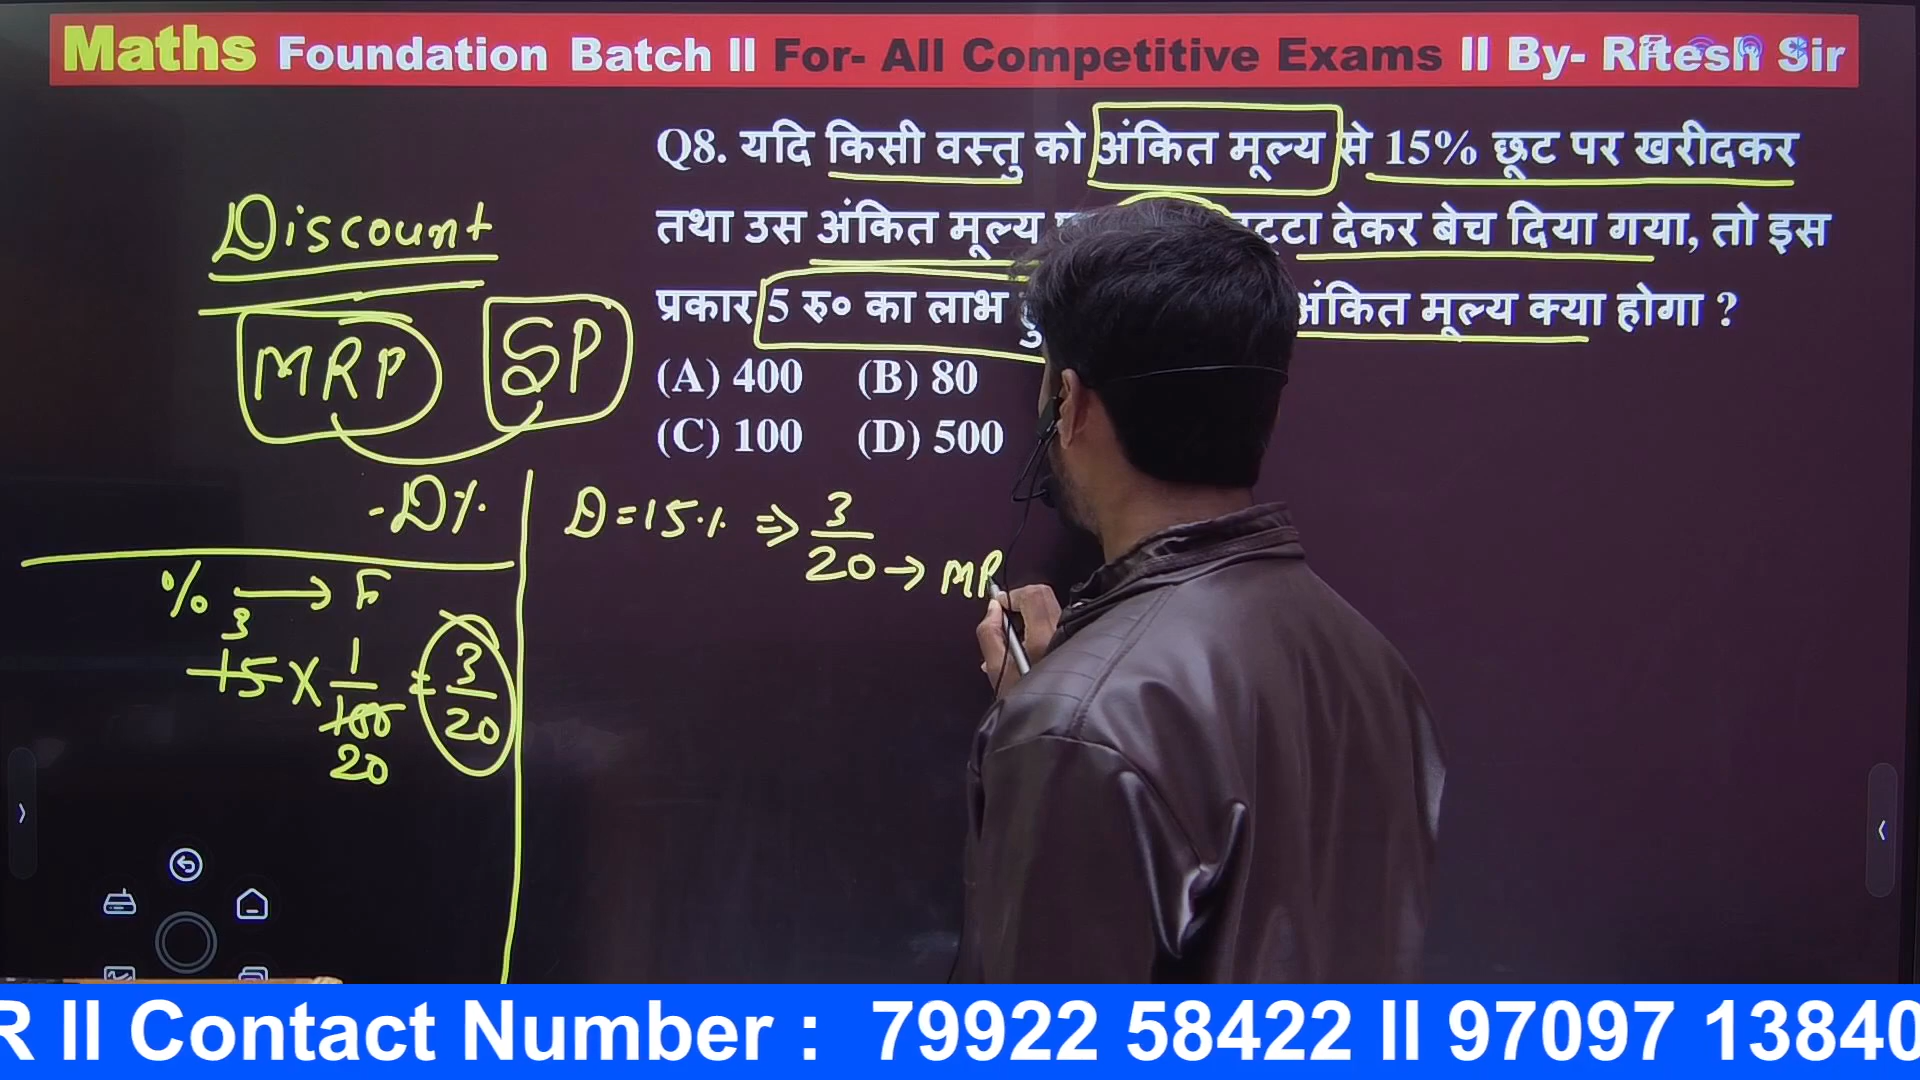 Maths Foundation Batch II For- All Competitive Exams II By- Ritesh Sir
Q8. यदि किसी वस्तु को अंकित मूल्य से 15% छूट पर खरीदकर
तथा उस अंकित मूल्य देकर बेच दिया गया, तो इस
प्रकार 5 रु० का लाभ अंकित मूल्य क्या होगा ?
(A) 400 (B) 80
(C) 100 (D) 500
Discount
MRP SP
-D%
% → F
3
15 × 1/100 = 3/20
20
D = 15% ⇒ 3/20 → MR
R II Contact Number : 79922 58422 II 97097 13840